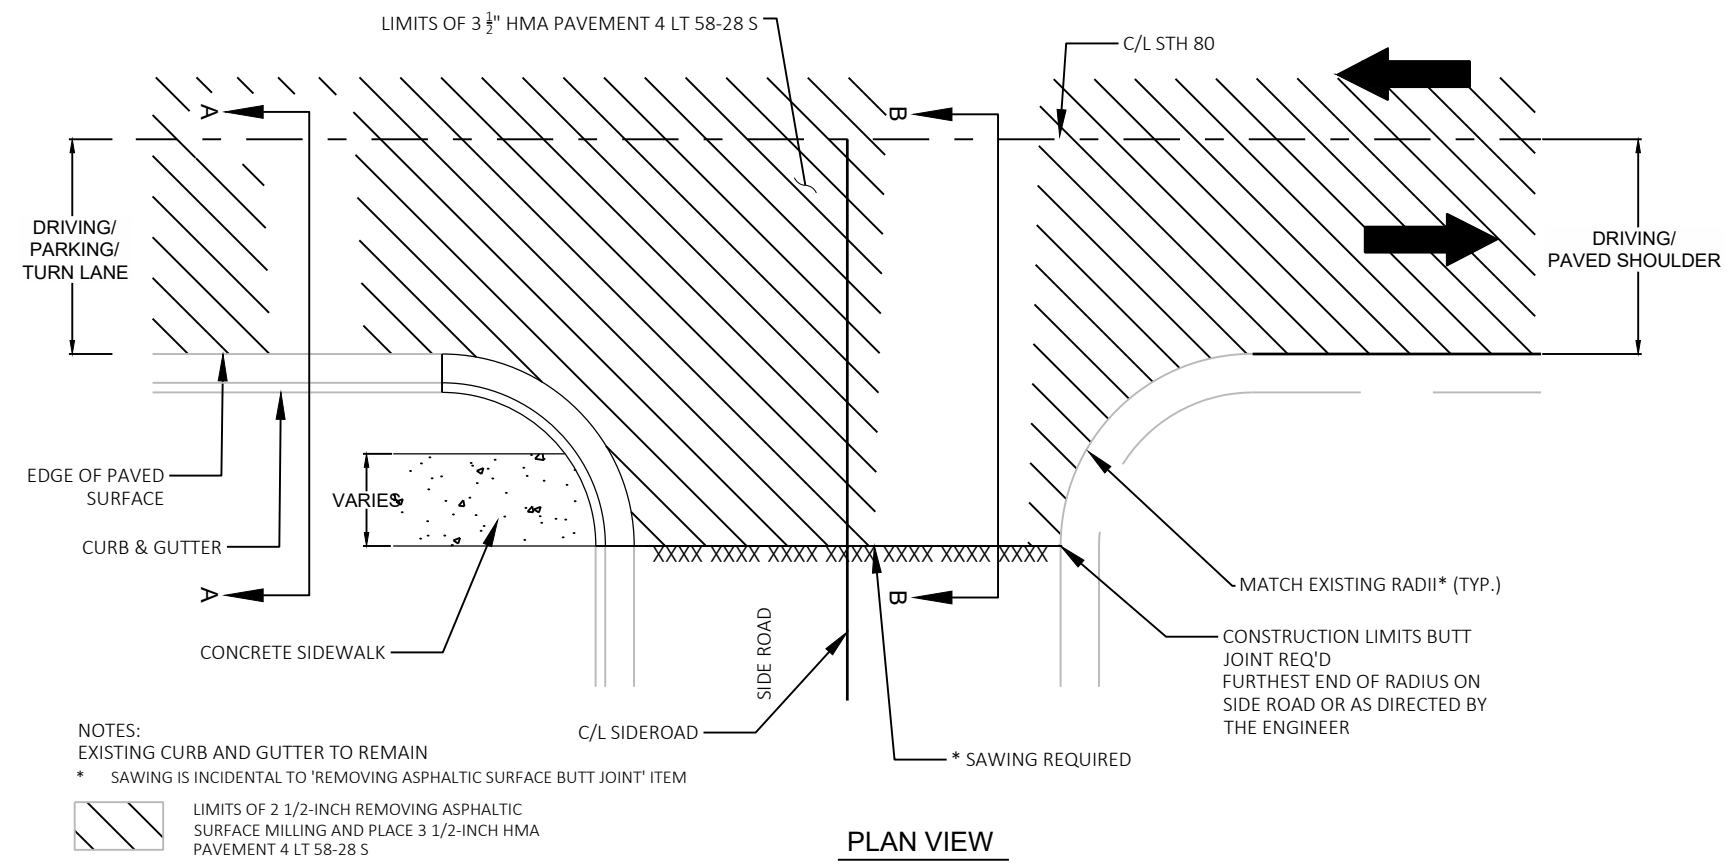 LIMITS OF 3 1/2" HMA PAVEMENT 4 LT 58-28 S
C/L STH 80
A
B
DRIVING/
PARKING/
TURN LANE
DRIVING/
PAVED SHOULDER
EDGE OF PAVED
SURFACE
VARIES
CURB & GUTTER
XXXX XXXX XXXX XXXX XXXX XXXX XXXX
A
B
MATCH EXISTING RADII* (TYP.)
CONCRETE SIDEWALK
SIDE ROAD
CONSTRUCTION LIMITS BUTT
JOINT REQ'D
FURTHEST END OF RADIUS ON
SIDE ROAD OR AS DIRECTED BY
THE ENGINEER
C/L SIDEROAD
* SAWING REQUIRED
NOTES:
EXISTING CURB AND GUTTER TO REMAIN
* SAWING IS INCIDENTAL TO 'REMOVING ASPHALTIC SURFACE BUTT JOINT' ITEM
LIMITS OF 2 1/2-INCH REMOVING ASPHALTIC
SURFACE MILLING AND PLACE 3 1/2-INCH HMA
PAVEMENT 4 LT 58-28 S
PLAN VIEW